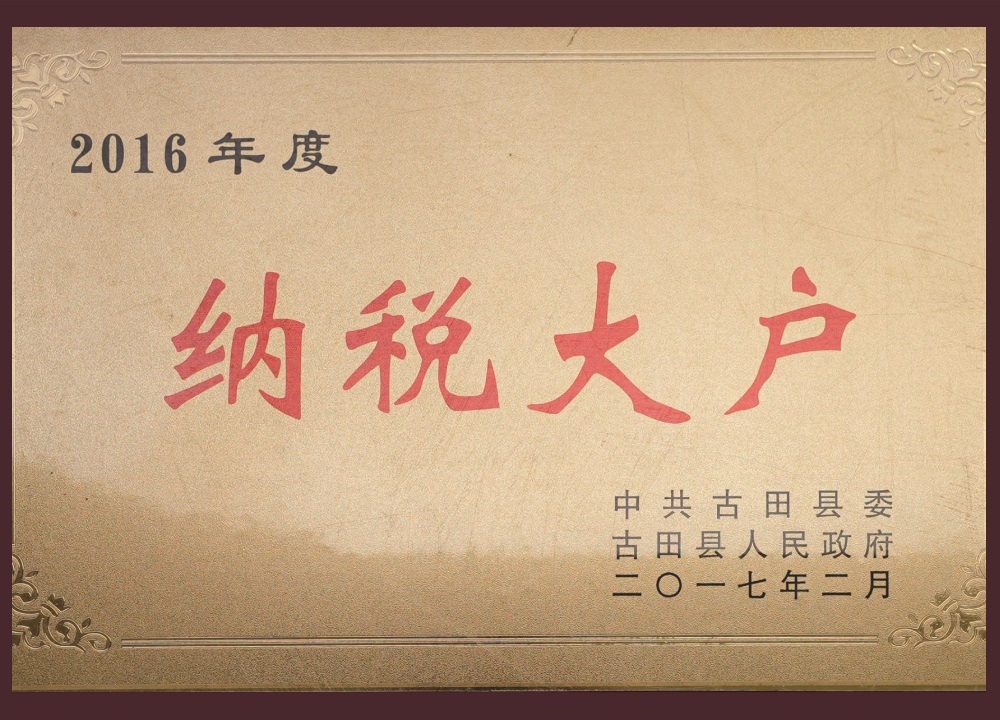 2016年度
纳税大户
中共古田县委
古田县人民政府
二〇一七年二月